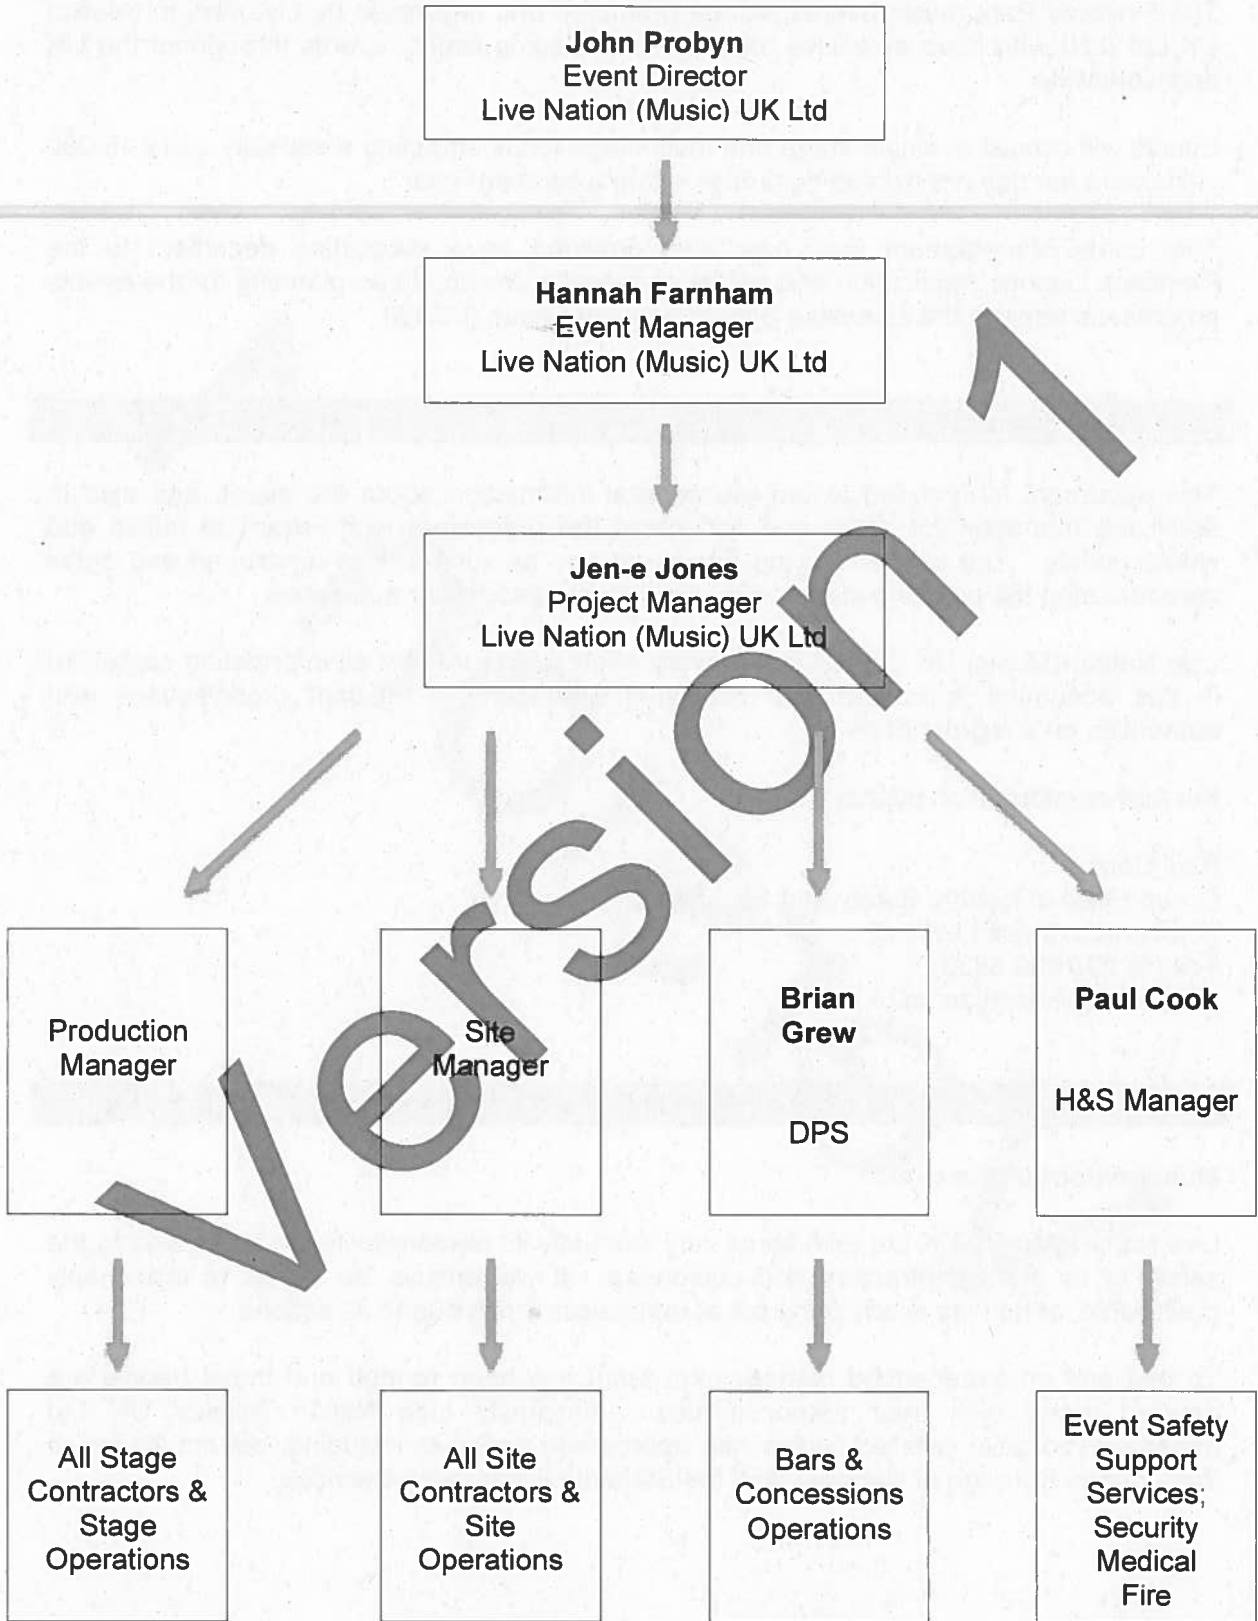 John Probyn
Event Director
Live Nation (Music) UK Ltd
Hannah Farnham
Event Manager
Live Nation (Music) UK Ltd
Jen-e Jones
Project Manager
Live Nation (Music) UK Ltd
Version 1
Production
Manager
Site
Manager
Brian
Grew
DPS
Paul Cook
H&S Manager
All Stage
Contractors &
Stage
Operations
All Site
Contractors &
Site
Operations
Bars &
Concessions
Operations
Event Safety
Support
Services;
Security
Medical
Fire